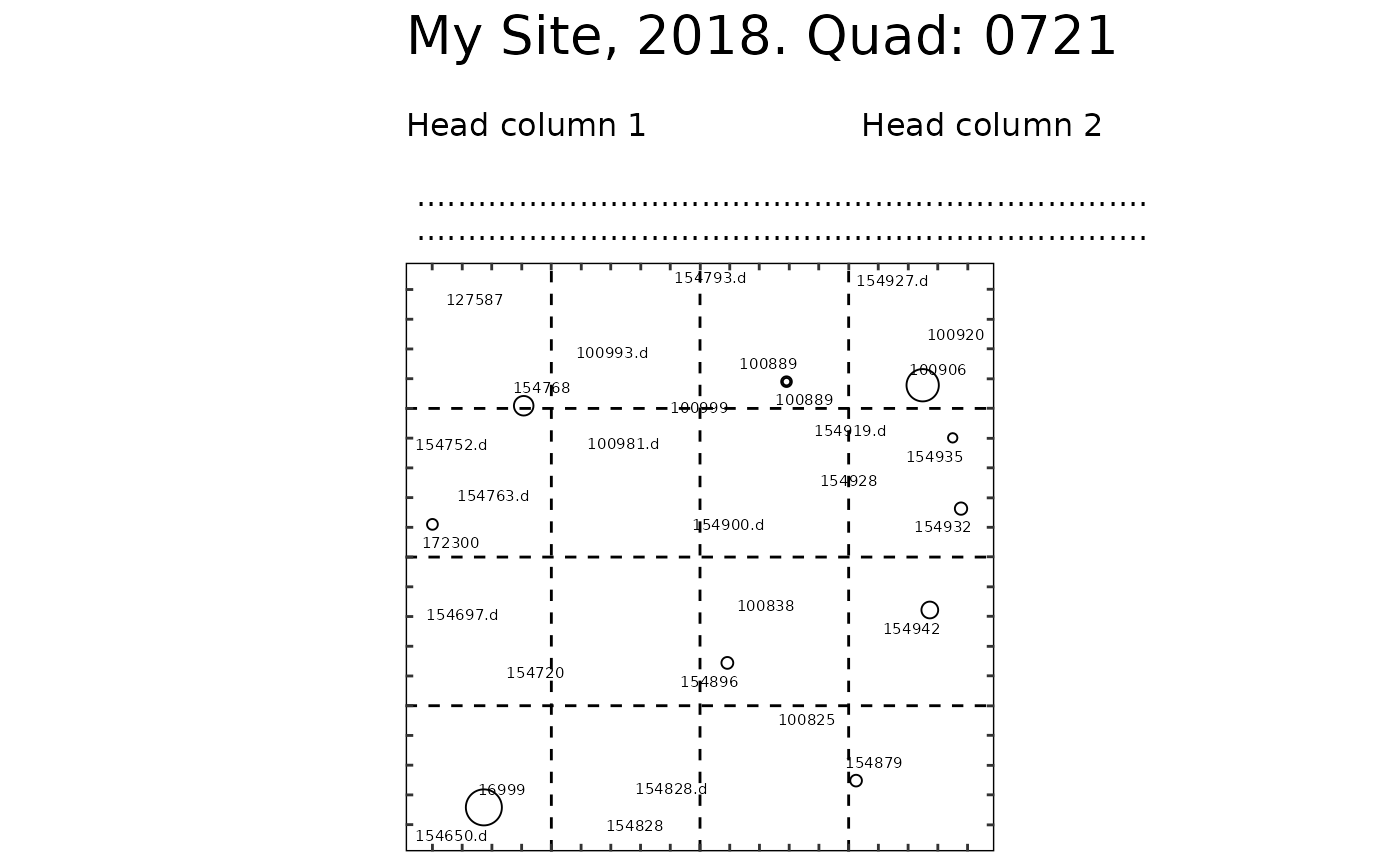 My Site, 2018. Quad: 0721
Head column 1 Head column 2
154793.d
154927.d
127587
100920
100993.d
100889
100906
154768
100889
100999
154919.d
154752.d
100981.d
154935
154928
154763.d
154900.d
154932
172300
100838
154697.d
154942
154720
154896
100825
154879
154828.d
16999
154828
154650.d